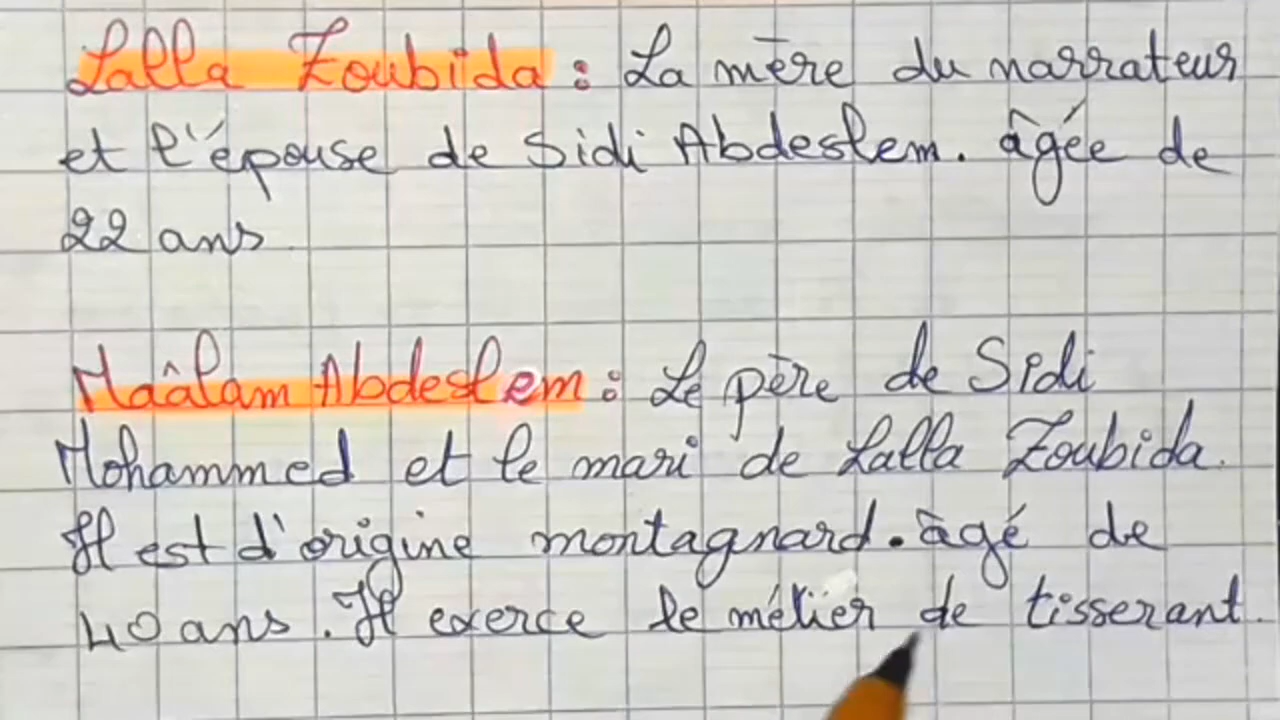 Lalla Zoubida : La mère du narrateur
et l'épouse de Sidi Abdeslem. âgée de
22 ans
Maâlam Abdeslem : Le père de Sidi
Mohammed et le mari de Lalla Zoubida.
Il est d'origine montagnard. âgé de
40 ans. Il exerce le métier de tisserant.